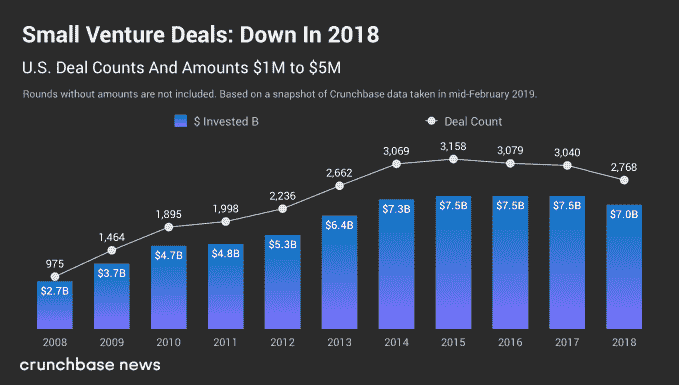 Small Venture Deals: Down In 2018
U.S. Deal Counts And Amounts $1M to $5M
Rounds without amounts are not included. Based on a snapshot of Crunchbase data taken in mid-February 2019.
$ Invested B Deal Count
975 1,464 1,895 1,998 2,236 2,662 3,069 3,158 3,079 3,040 2,768
$2.7B $3.7B $4.7B $4.8B $5.3B $6.4B $7.3B $7.5B $7.5B $7.5B $7.0B
2008 2009 2010 2011 2012 2013 2014 2015 2016 2017 2018
crunchbase news